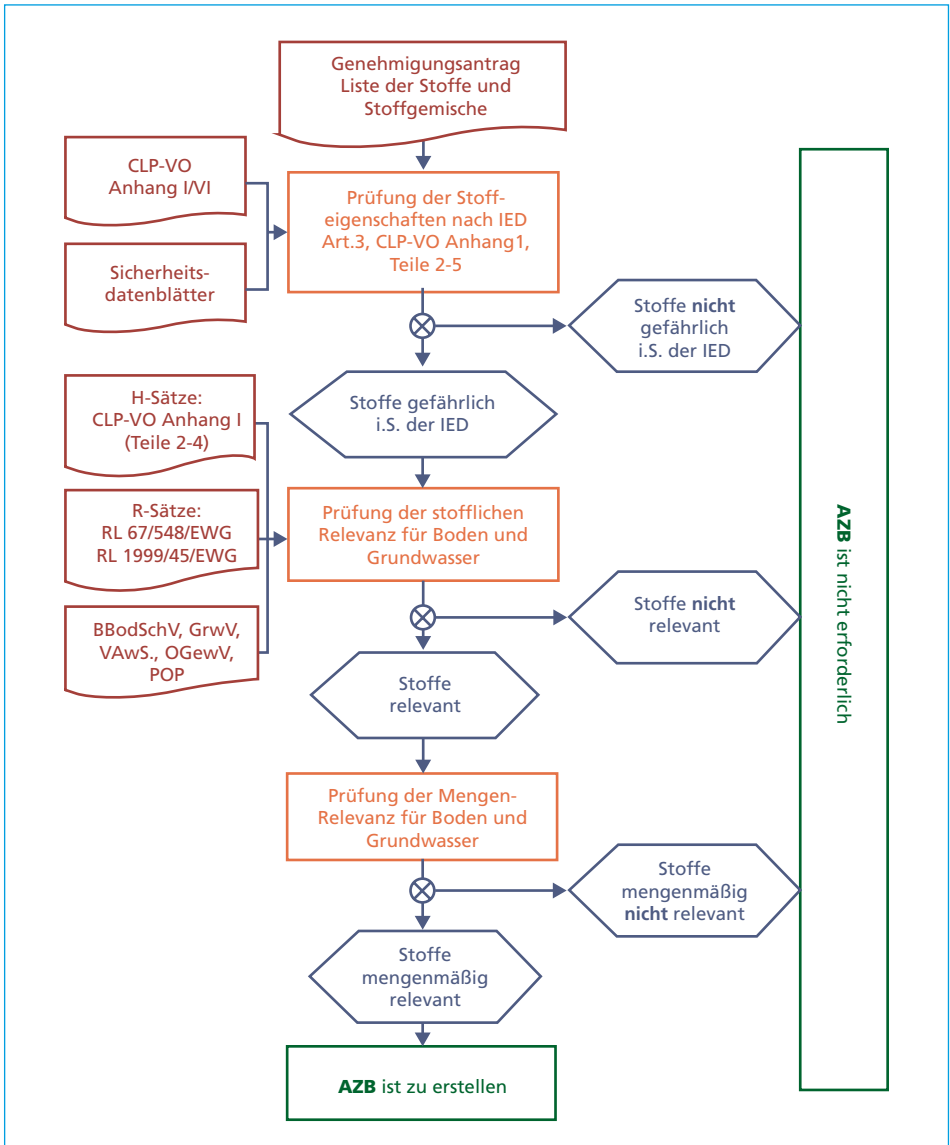 Genehmigungsantrag
Liste der Stoffe und
Stoffgemische
CLP-VO
Anhang I/VI
Sicherheits-
datenblätter
Prüfung der Stoff-
eigenschaften nach IED
Art.3, CLP-VO Anhang1,
Teile 2-5
Stoffe nicht
gefährlich
i.S. der IED
Stoffe gefährlich
i.S. der IED
H-Sätze:
CLP-VO Anhang I
(Teile 2-4)
R-Sätze:
RL 67/548/EWG
RL 1999/45/EWG
BBodSchV, GrwV,
VAwS., OGewV,
POP
Prüfung der stofflichen
Relevanz für Boden und
Grundwasser
Stoffe nicht
relevant
Stoffe
relevant
Prüfung der Mengen-
Relevanz für Boden und
Grundwasser
Stoffe
mengenmäßig
nicht relevant
Stoffe
mengenmäßig
relevant
AZB ist zu erstellen
AZB ist nicht erforderlich